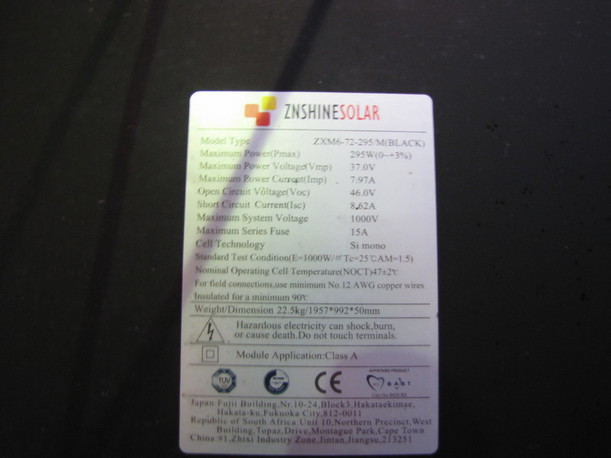 ZNSHINESOLAR
Model Type ZXM6-72-295/M(BLACK)
Maximum Power(Pmax) 295W(0~+3%)
Maximum Power Voltage(Vmp) 37.0V
Maximum Power Current(Imp) 7.97A
Open Circuit Voltage(Voc) 46.0V
Short Circuit Current(Isc) 8.62A
Maximum System Voltage 1000V
Maximum Series Fuse 15A
Cell Technology Si mono
Standard Test Condition(E=1000W/㎡ Tc=25℃AM=1.5)
Nominal Operating Cell Temperature(NOCT)47±2℃
For field connections,use minimum No.12 AWG copper wires
Insulated for a minimum 90℃
Weight/Dimension 22.5kg/1957*992*50mm
Hazardous electricity can shock,burn,
or cause death.Do not touch terminals.
Module Application:Class A
TUV
CE
APPROVED PRODUCT
Japan:Fujii Building,Nr.10-24,Block3,Hakataekimae,
Hakata-ku,Fukuoka City,812-0011
Republic of South Africa Unit 10,Northern Precinct,West
Building,Topaz,Drive,Montague Park,Cape Town
China #1,Zhixi Industry Zone,Jintan,Jiangsu,213251